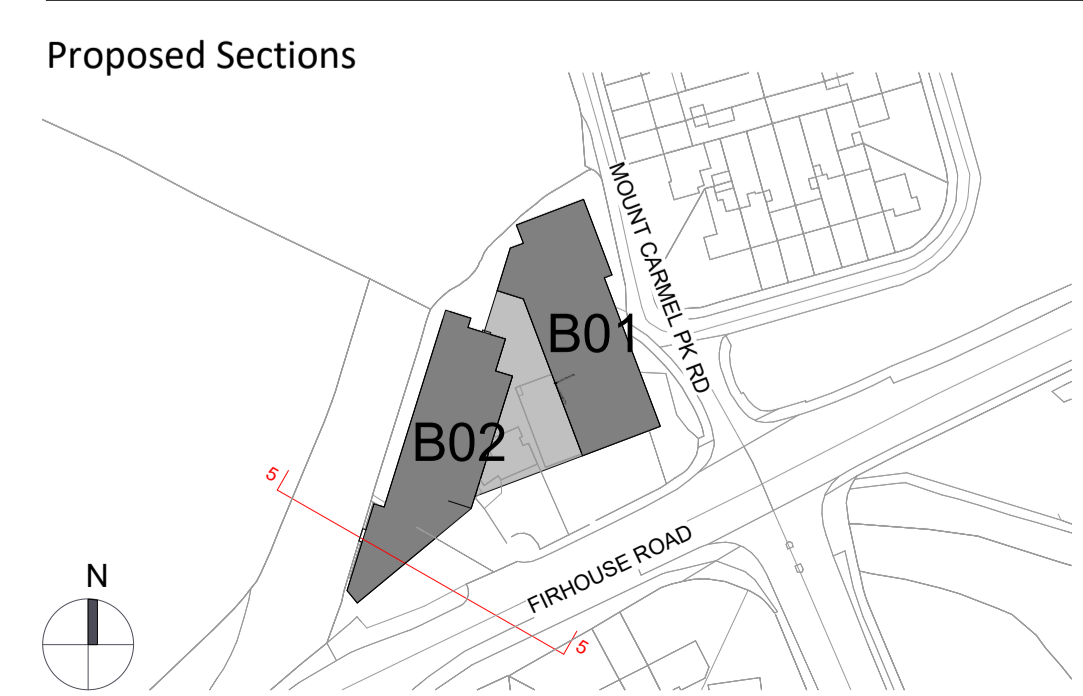 Proposed Sections
MOUNT CARMEL PK RD
B01
B02
5
FIRHOUSE ROAD
N
5